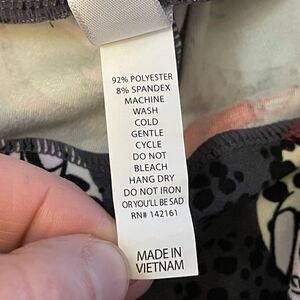 92% POLYESTER
8% SPANDEX
MACHINE
WASH
COLD
GENTLE
CYCLE
DO NOT
BLEACH
HANG DRY
DO NOT IRON
OR YOU'LL BE SAD
RN# 142161
MADE IN
VIETNAM